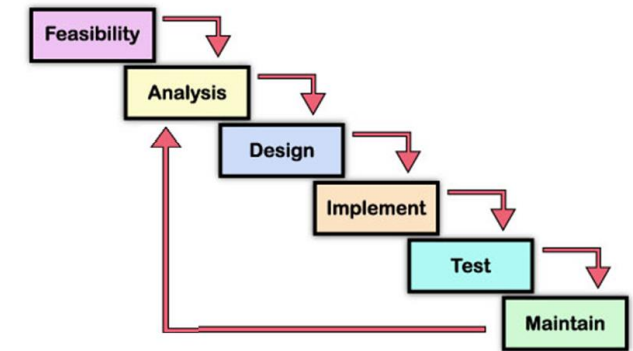 Feasibility
Analysis
Design
Implement
Test
Maintain